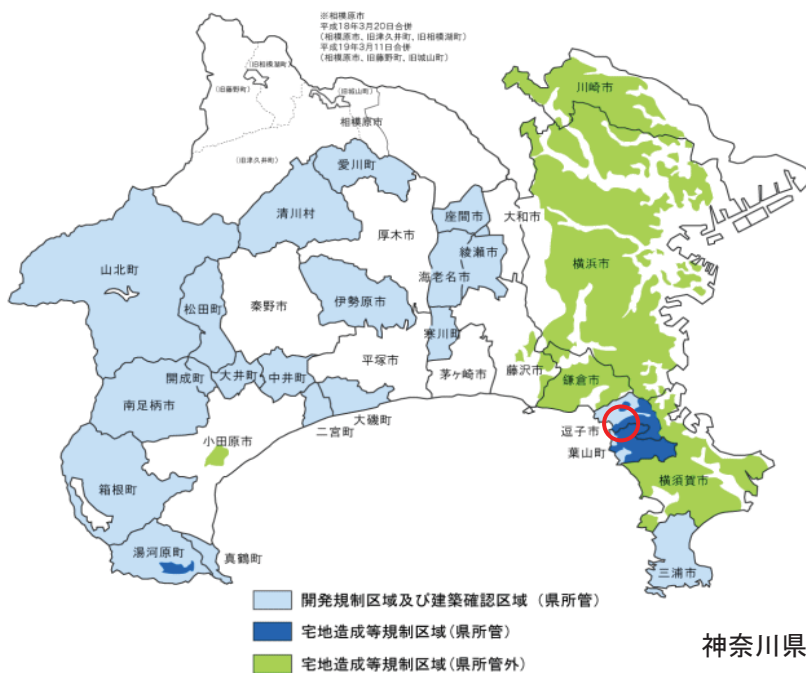 ※相模原市
平成18年3月20日合併
(相模原市、旧津久井町、旧相模湖町)
平成19年3月11日合併
(相模原市、旧藤野町、旧城山町)
(旧相模湖町)
(旧藤野町)
(旧城山町)
相模原市
(旧津久井町)
川崎市
愛川町
清川村
座間市
大和市
厚木市
綾瀬市
横浜市
山北町
海老名市
松田町
秦野市
伊勢原市
寒川町
平塚市
茅ヶ崎市
藤沢市
鎌倉市
開成町
大井町
中井町
南足柄市
大磯町
二宮町
逗子市
小田原市
葉山町
横須賀市
箱根町
湯河原町
真鶴町
三浦市
開発規制区域及び建築確認区域 (県所管)
宅地造成等規制区域(県所管)
宅地造成等規制区域(県所管外)
神奈川県